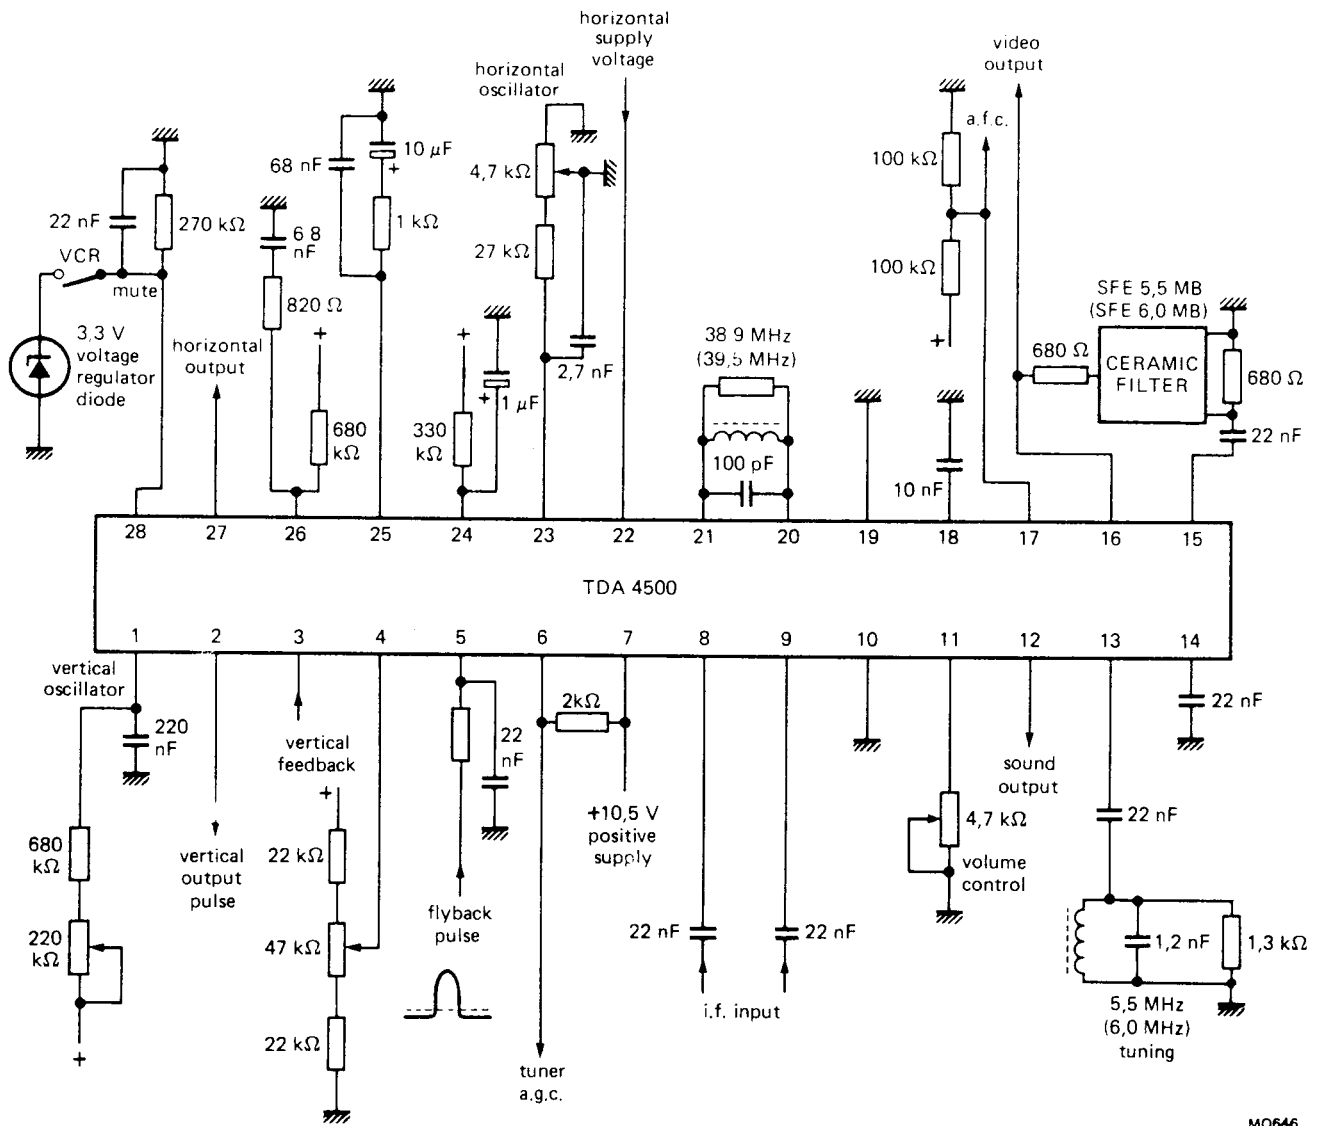 horizontal
supply
voltage
video
output
horizontal
oscillator
a.f.c.
10 µF
+
68 nF
4,7 kΩ
100 kΩ
22 nF
270 kΩ
68
nF
1 kΩ
27 kΩ
100 kΩ
VCR
mute
820 Ω
SFE 5,5 MB
(SFE 6,0 MB)
3,3 V
voltage
regulator
diode
horizontal
output
+
+
2,7 nF
38 9 MHz
(39,5 MHz)
+
680 Ω
CERAMIC
FILTER
680 Ω
+
1 µF
680
kΩ
330
kΩ
100 pF
10 nF
22 nF
28 27 26 25 24 23 22 21 20 19 18 17 16 15
TDA 4500
1 2 3 4 5 6 7 8 9 10 11 12 13 14
vertical
oscillator
220
nF
vertical
feedback
22
nF
2kΩ
22 nF
sound
output
+
+10,5 V
positive
supply
4,7 kΩ
22 nF
680
kΩ
22 kΩ
vertical
output
pulse
volume
control
flyback
pulse
220
kΩ
47 kΩ
22 nF
22 nF
1,2 nF
1,3 kΩ
i.f. input
5,5 MHz
(6,0 MHz)
tuning
+
22 kΩ
tuner
a.g.c.
MO646